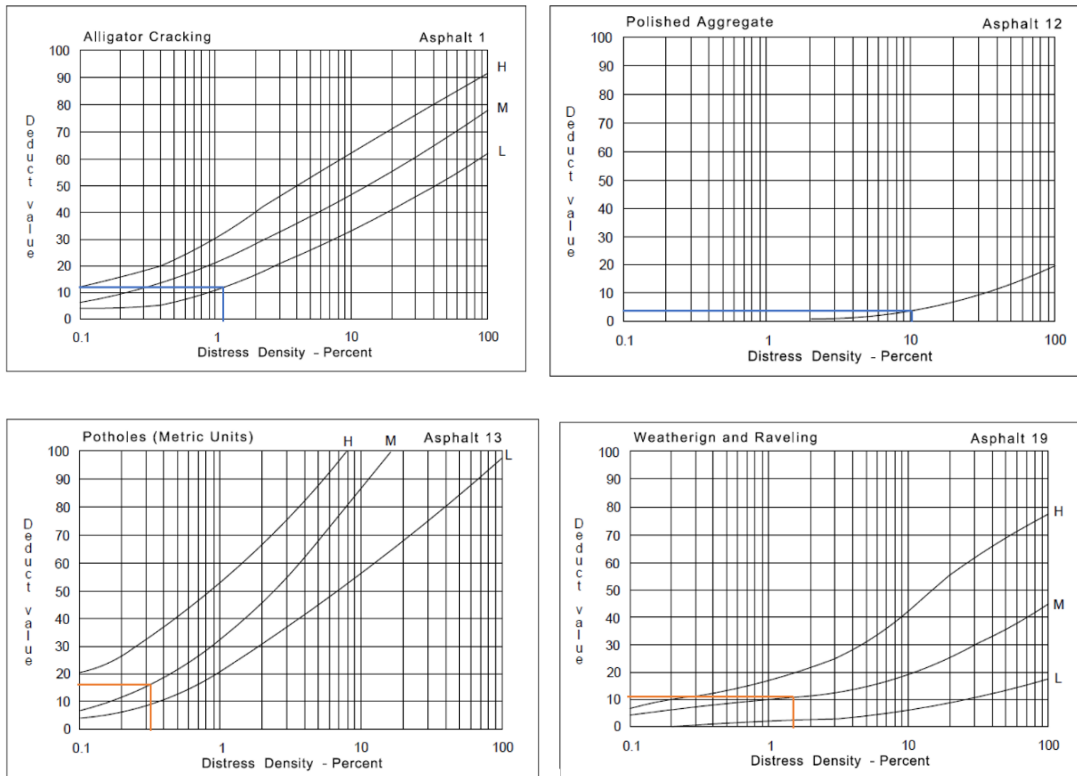 Alligator Cracking Asphalt 1
100
90
80
70
60
50
40
30
20
10
0
Deduct value
H
M
L
0.1 1 10 100
Distress Density - Percent
Polished Aggregate Asphalt 12
100
90
80
70
60
50
40
30
20
10
0
Deduct value
0.1 1 10 100
Distress Density - Percent
Potholes (Metric Units) Asphalt 13
H M
L
100
90
80
70
60
50
40
30
20
10
0
Deduct value
0.1 1 10 100
Distress Density - Percent
Weatherign and Raveling Asphalt 19
100
90
80
70
60
50
40
30
20
10
0
Deduct value
H
M
L
0.1 1 10 100
Distress Density - Percent